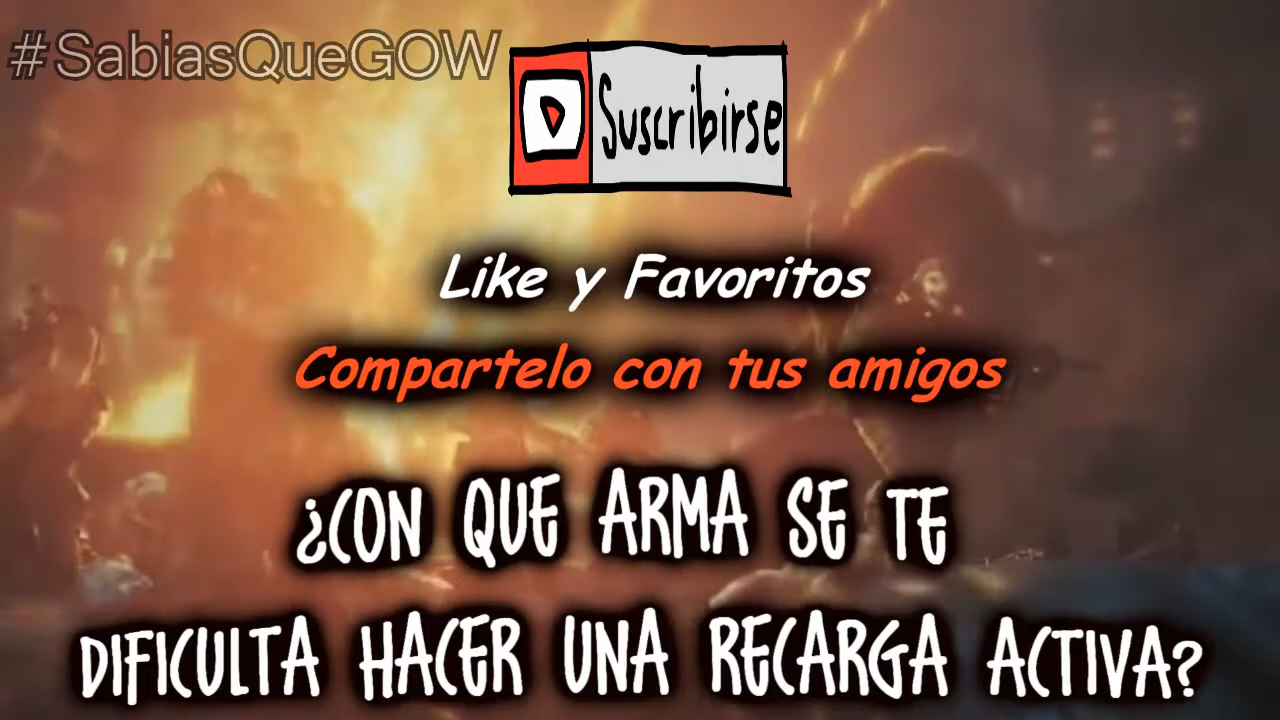 #SabiasQueGOW
Suscribirse
Like y Favoritos
Compartelo con tus amigos
¿CON QUE ARMA SE TE
DIFICULTA HACER UNA RECARGA ACTIVA?